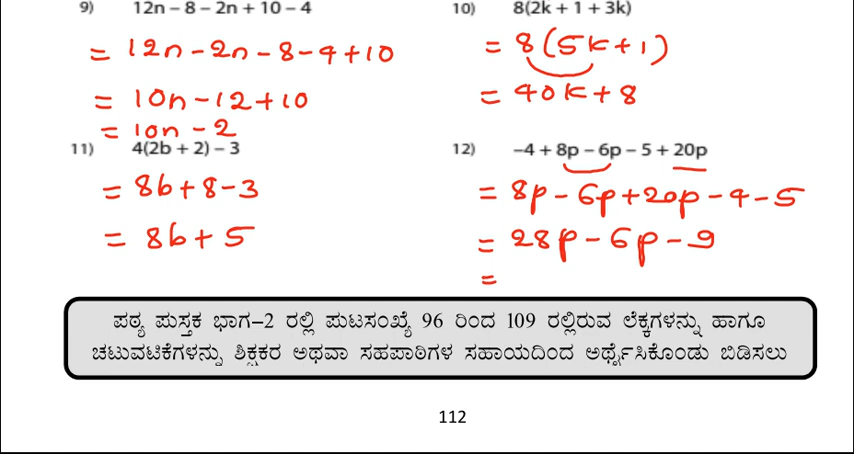 9) 12n – 8 – 2n + 10 – 4
= 12n - 2n - 8 - 4 + 10
= 10n - 12 + 10
= 10n - 2
10) 8(2k + 1 + 3k)
= 8(5k + 1)
= 40k + 8
11) 4(2b + 2) – 3
= 8b + 8 - 3
= 8b + 5
12) –4 + 8p – 6p – 5 + 20p
= 8p - 6p + 20p - 4 - 5
= 28p - 6p - 9
=
ಪಠ್ಯ ಪುಸ್ತಕ ಭಾಗ–2 ರಲ್ಲಿ ಪುಟಸಂಖ್ಯೆ 96 ರಿಂದ 109 ರಲ್ಲಿರುವ ಲೆಕ್ಕಗಳನ್ನು ಹಾಗೂ
ಚಟುವಟಿಕೆಗಳನ್ನು ಶಿಕ್ಷಕರ ಅಥವಾ ಸಹಪಾಠಿಗಳ ಸಹಾಯದಿಂದ ಅರ್ಥೈಸಿಕೊಂಡು ಬಿಡಿಸಲು
112